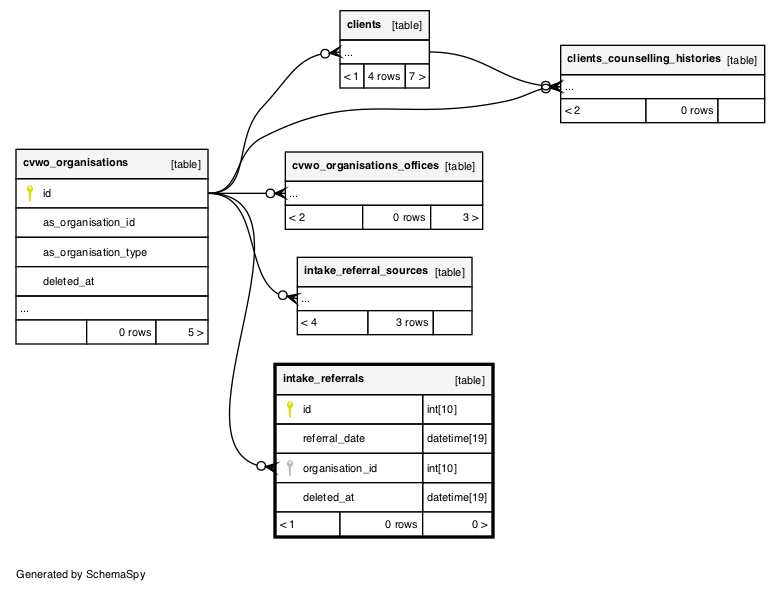 clients [table]
...
< 1 4 rows 7 >
clients_counselling_histories [table]
...
< 2 0 rows
cvwo_organisations [table]
id
as_organisation_id
as_organisation_type
deleted_at
...
0 rows 5 >
cvwo_organisations_offices [table]
...
< 2 0 rows 3 >
intake_referral_sources [table]
...
< 4 3 rows
intake_referrals [table]
id int[10]
referral_date datetime[19]
organisation_id int[10]
deleted_at datetime[19]
< 1 0 rows 0 >
Generated by SchemaSpy